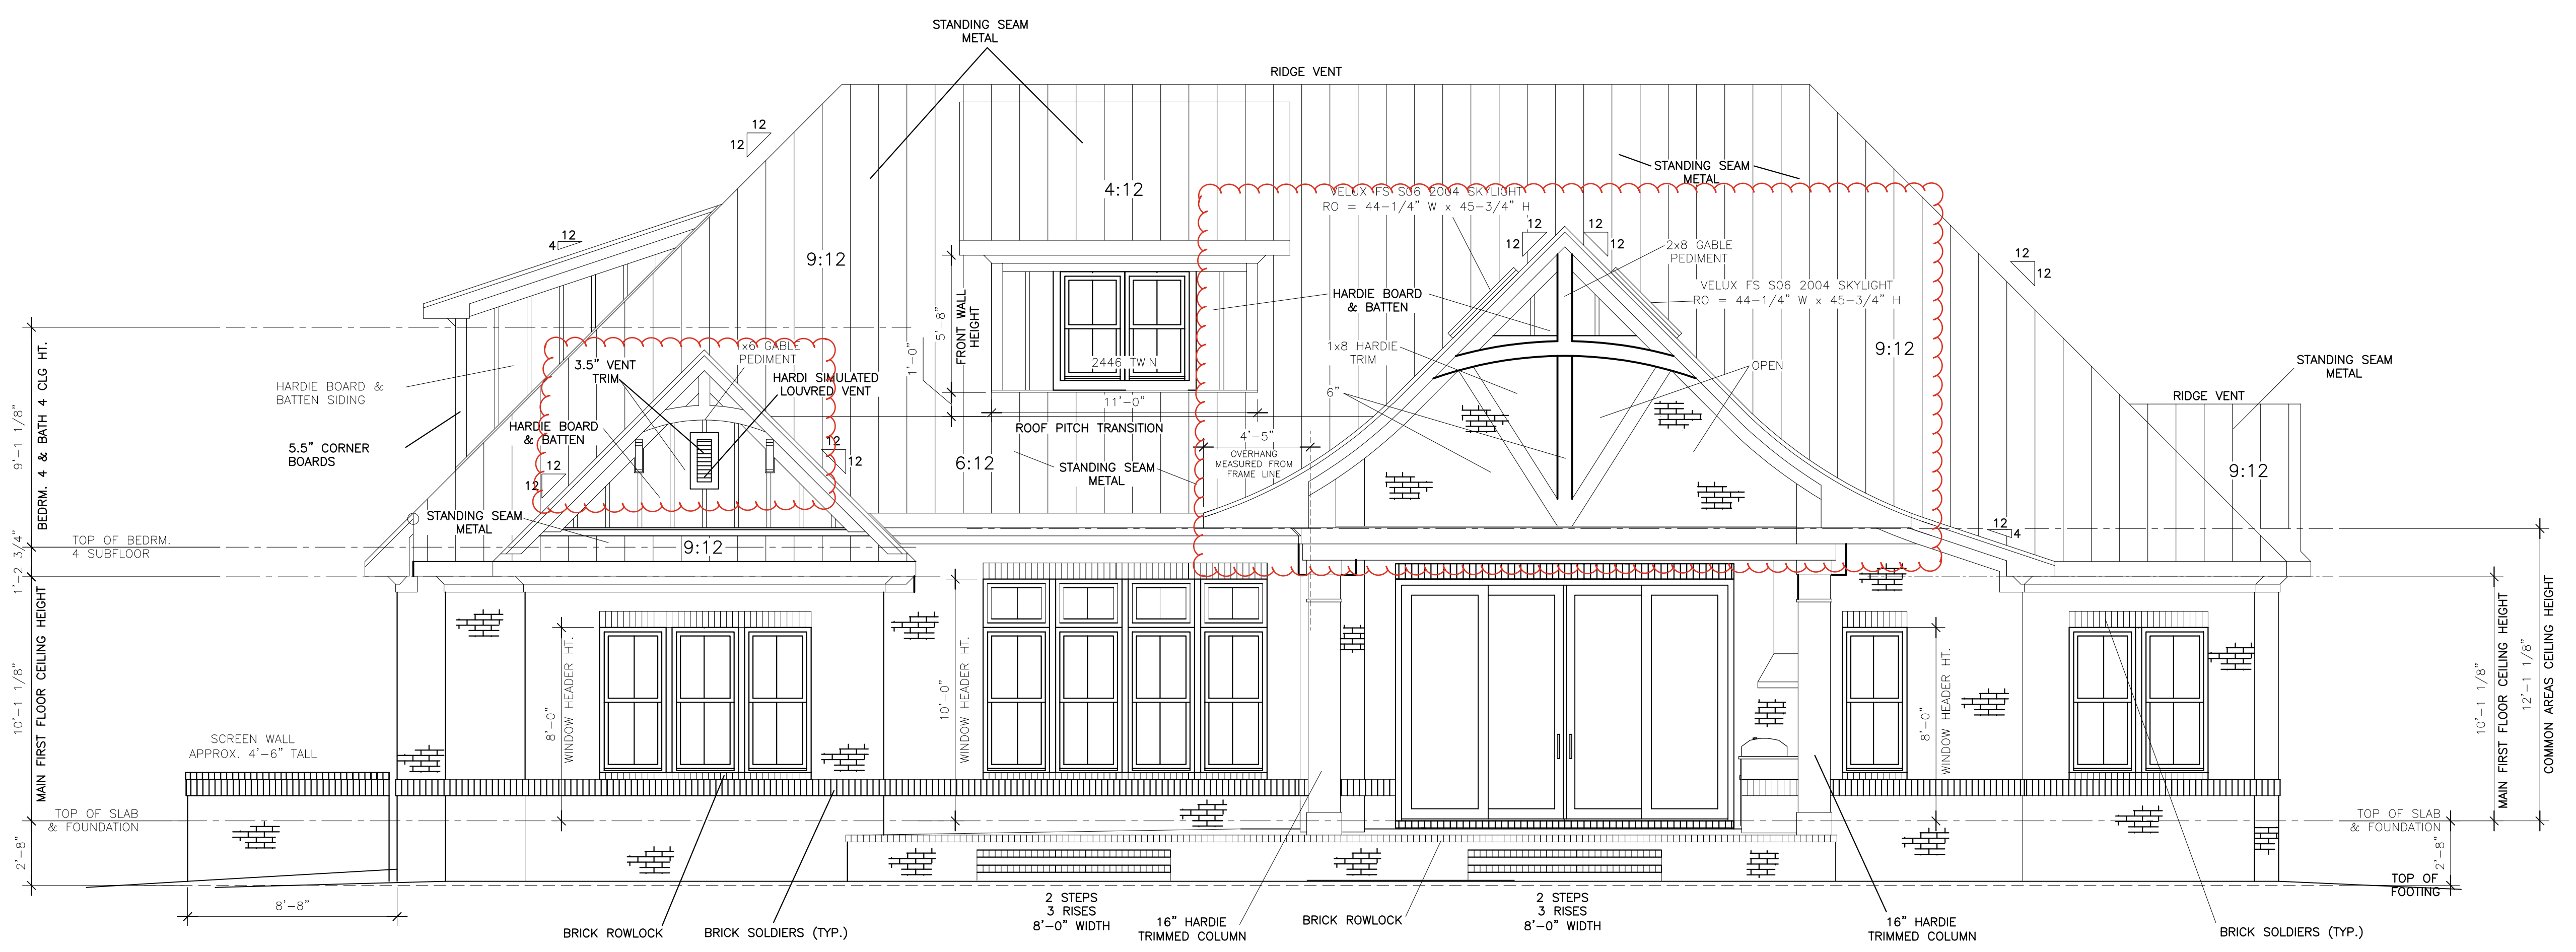 STANDING SEAM
METAL
RIDGE VENT
12
12
4:12
STANDING SEAM
METAL
VELUX FS S06 2004 SKYLIGHT
RO = 44-1/4" W x 45-3/4" H
12
12
12
12
2x8 GABLE
PEDIMENT
VELUX FS S06 2004 SKYLIGHT
RO = 44-1/4" W x 45-3/4" H
12
4
9:12
12
12
HARDIE BOARD
& BATTEN
5'-8"
FRONT WALL
HEIGHT
1'-0"
2446 TWIN
11'-0"
ROOF PITCH TRANSITION
1x8 HARDIE
TRIM
6"
OPEN
9:12
STANDING SEAM
METAL
RIDGE VENT
9:12
HARDIE BOARD &
BATTEN SIDING
5.5" CORNER
BOARDS
3.5" VENT
TRIM
x6 GABLE
PEDIMENT
HARDI SIMULATED
LOUVRED VENT
HARDIE BOARD
& BATTEN
12
12
12
12
6:12
STANDING SEAM
METAL
4'-5"
OVERHANG
MEASURED FROM
FRAME LINE
STANDING SEAM
METAL
9:12
12
4
9'-1 1/8"
BEDRM. 4 & BATH 4 CLG HT.
1'-2 3/4"
TOP OF BEDRM.
4 SUBFLOOR
10'-1 1/8"
MAIN FIRST FLOOR CEILING HEIGHT
SCREEN WALL
APPROX. 4'-6" TALL
TOP OF SLAB
& FOUNDATION
2'-8"
8'-8"
8'-0"
WINDOW HEADER HT.
10'-0"
WINDOW HEADER HT.
8'-0"
WINDOW HEADER HT.
10'-1 1/8"
MAIN FIRST FLOOR CEILING HEIGHT
12'-1 1/8"
COMMON AREAS CEILING HEIGHT
TOP OF SLAB
& FOUNDATION
2'-8"
TOP OF
FOOTING
BRICK ROWLOCK
BRICK SOLDIERS (TYP.)
2 STEPS
3 RISES
8'-0" WIDTH
16" HARDIE
TRIMMED COLUMN
BRICK ROWLOCK
2 STEPS
3 RISES
8'-0" WIDTH
16" HARDIE
TRIMMED COLUMN
BRICK SOLDIERS (TYP.)